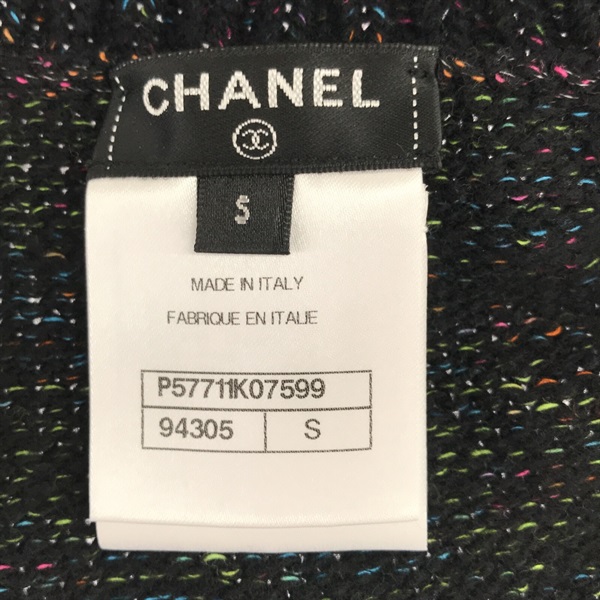 CHANEL
S
MADE IN ITALY
FABRIQUE EN ITALIE
P57711K07599
94305 S